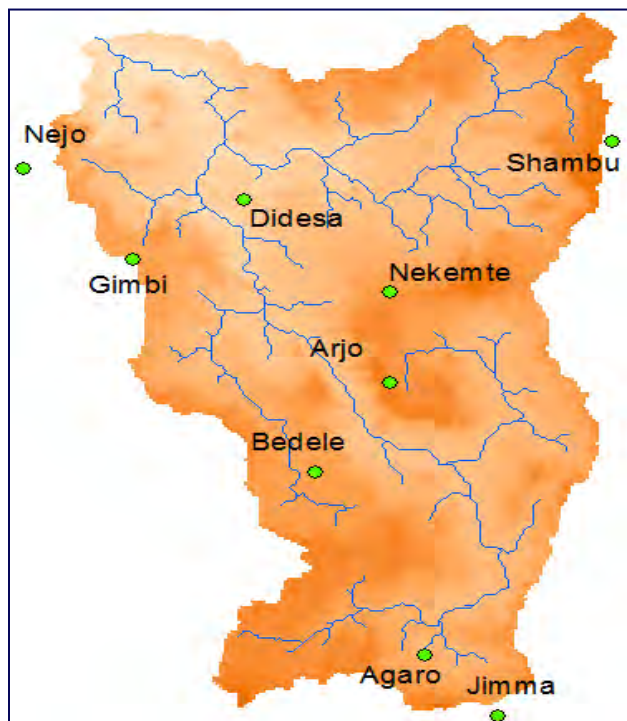 Nejo
Shambu
Didesa
Gimbi
Nekemte
Arjo
Bedele
Agaro
Jimma